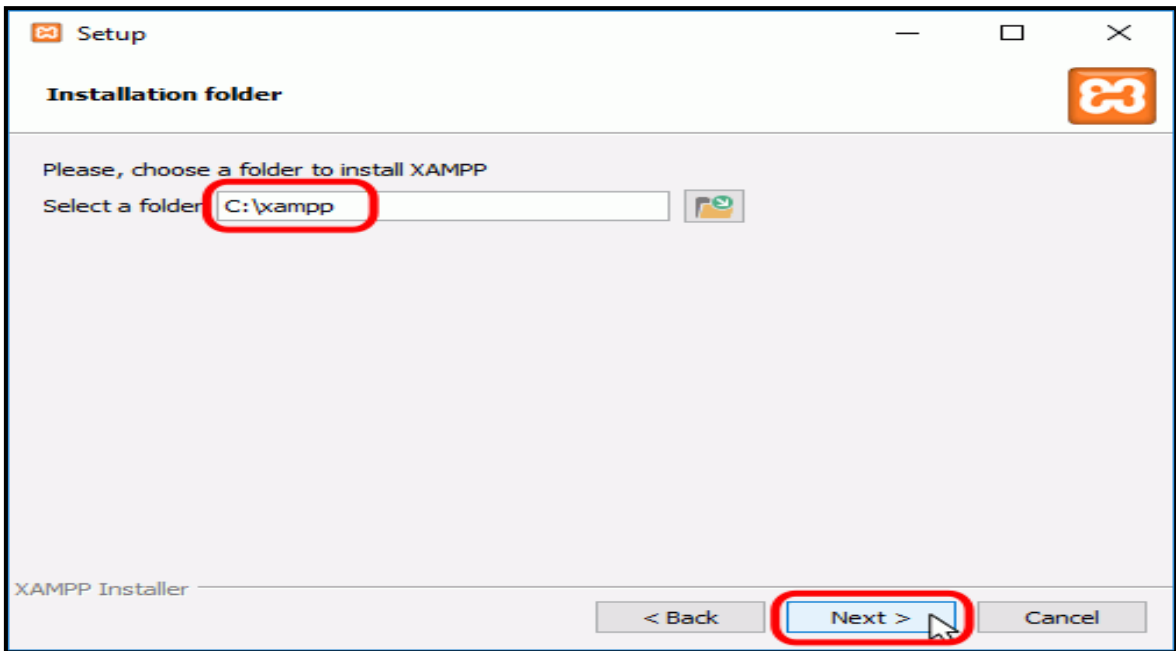 Setup
Installation folder
Please, choose a folder to install XAMPP
Select a folder C:\xampp
XAMPP Installer
< Back Next > Cancel